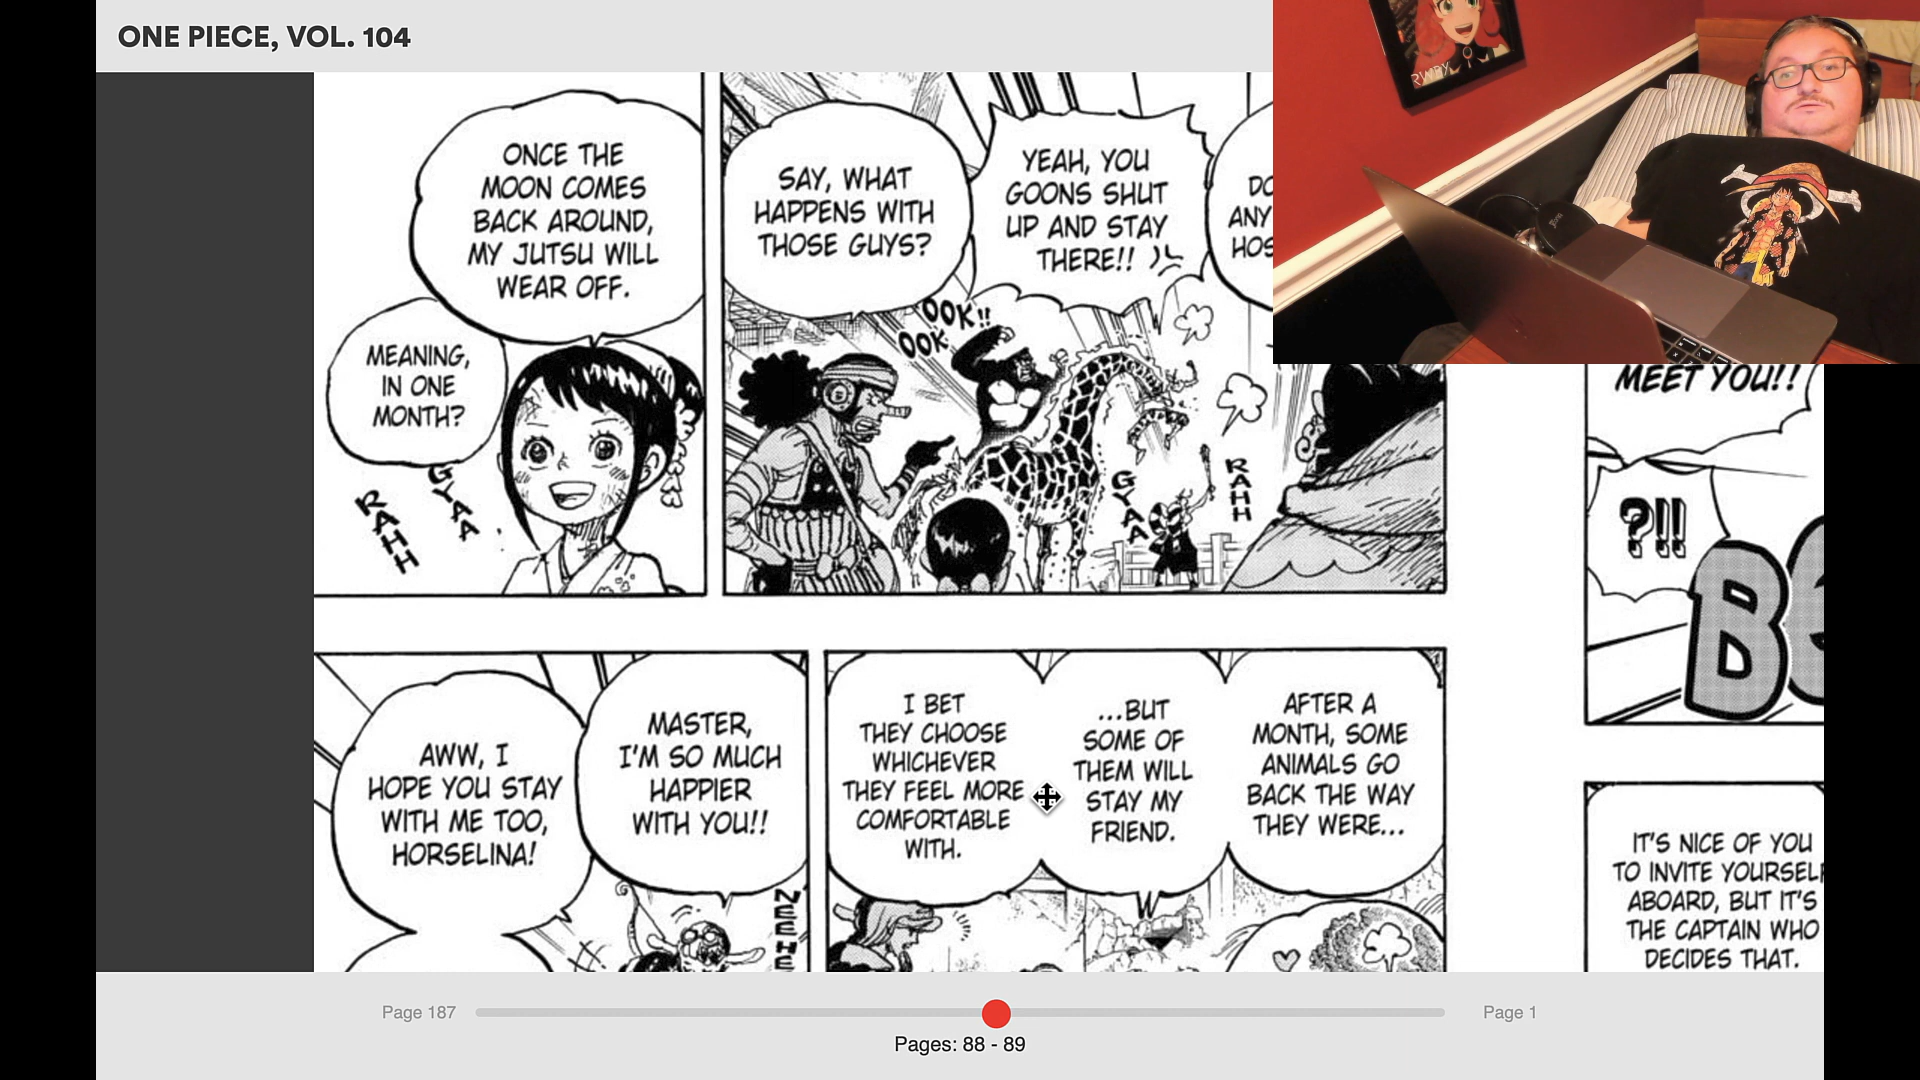 ONE PIECE, VOL. 104
RWBY
DO
ANY
HOS
YEAH, YOU
GOONS SHUT
UP AND STAY
THERE!!
SAY, WHAT
HAPPENS WITH
THOSE GUYS?
OOK!!
OOK
GYAA
RAHH
ONCE THE
MOON COMES
BACK AROUND,
MY JUTSU WILL
WEAR OFF.
MEANING,
IN ONE
MONTH?
GYAA
RAHH
AFTER A
MONTH, SOME
ANIMALS GO
BACK THE WAY
THEY WERE...
...BUT
SOME OF
THEM WILL
STAY MY
FRIEND.
I BET
THEY CHOOSE
WHICHEVER
THEY FEEL MORE
COMFORTABLE
WITH.
MASTER,
I'M SO MUCH
HAPPIER
WITH YOU!!
AWW, I
HOPE YOU STAY
WITH ME TOO,
HORSELINA!
NEEHE
MEET YOU!!
?!!
B
IT'S NICE OF YOU
TO INVITE YOURSELF
ABOARD, BUT IT'S
THE CAPTAIN WHO
DECIDES THAT.
Page 187
Page 1
Pages: 88 - 89